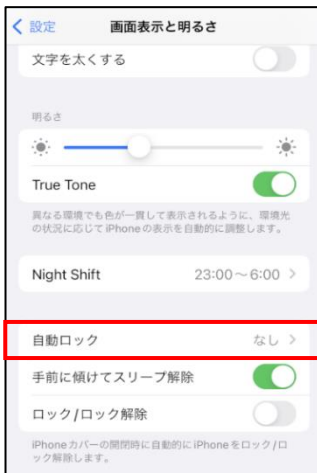 設定 画面表示と明るさ
文字を太くする
明るさ
True Tone
異なる環境でも色が一貫して表示されるように、環境光
の状況に応じてiPhoneの表示を自動的に調整します。
Night Shift 23:00～6:00
自動ロック なし
手前に傾けてスリープ解除
ロック/ロック解除
iPhoneカバーの開閉時に自動的にiPhoneをロック/ロ
ック解除します。